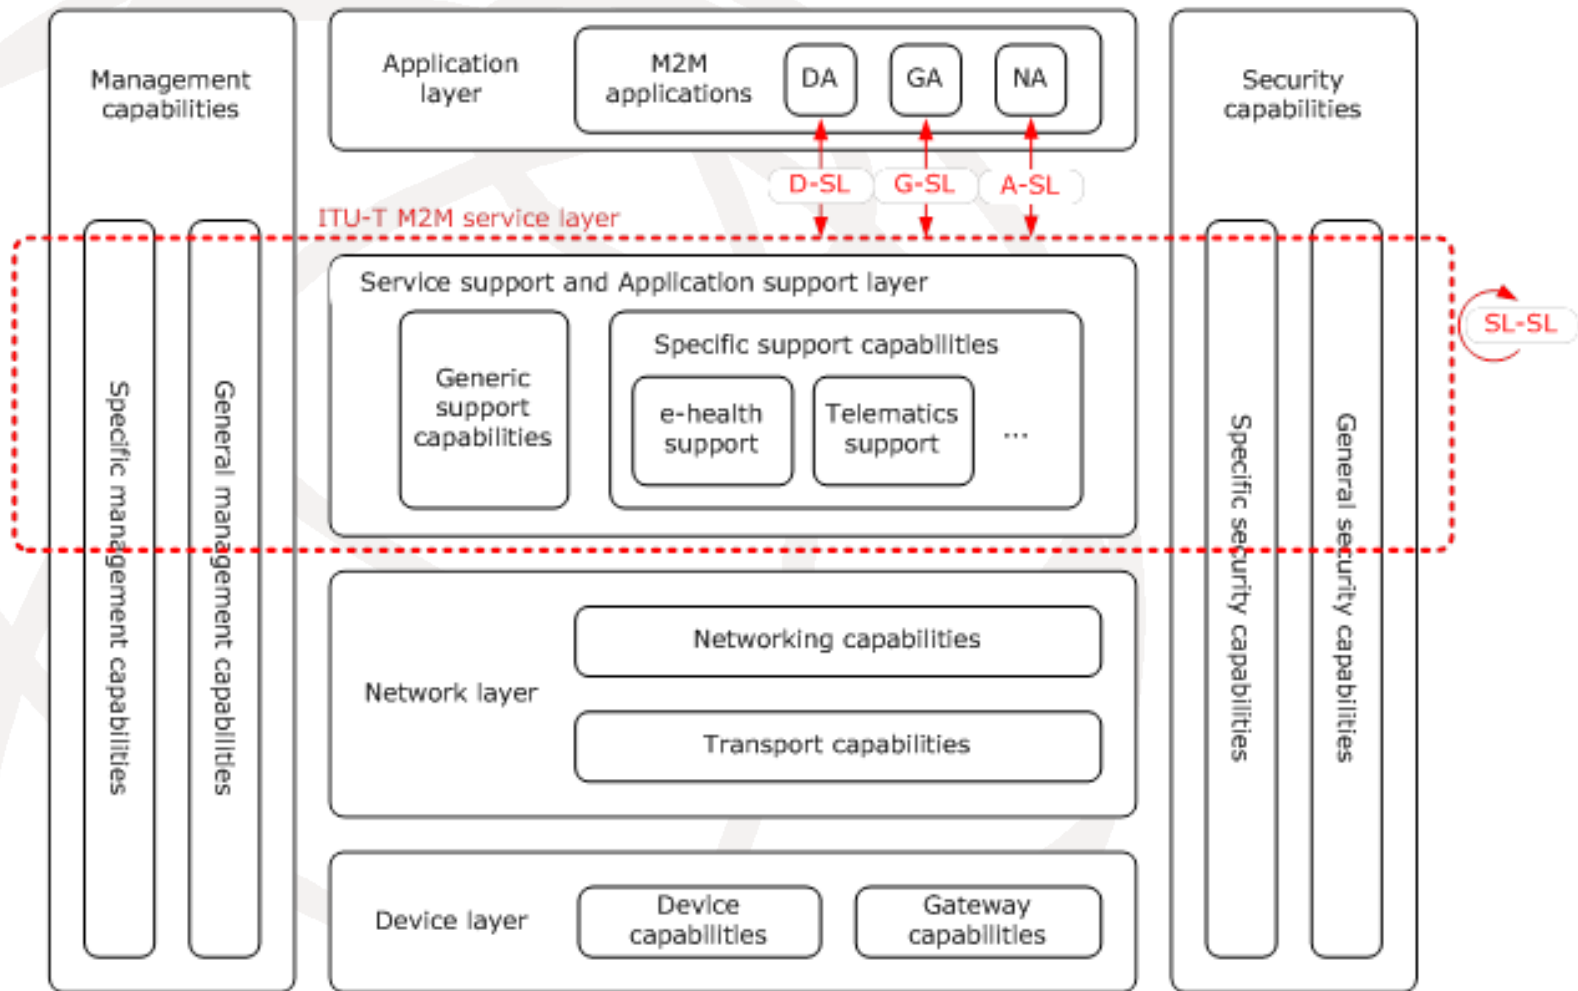 Management
capabilities
Specific management capabilities
General management capabilities
Application
layer
M2M
applications
DA
GA
NA
D-SL
G-SL
A-SL
ITU-T M2M service layer
Service support and Application support layer
Generic
support
capabilities
Specific support capabilities
e-health
support
Telematics
support
...
Network layer
Networking capabilities
Transport capabilities
Device layer
Device
capabilities
Gateway
capabilities
Security
capabilities
Specific security capabilities
General security capabilities
SL-SL